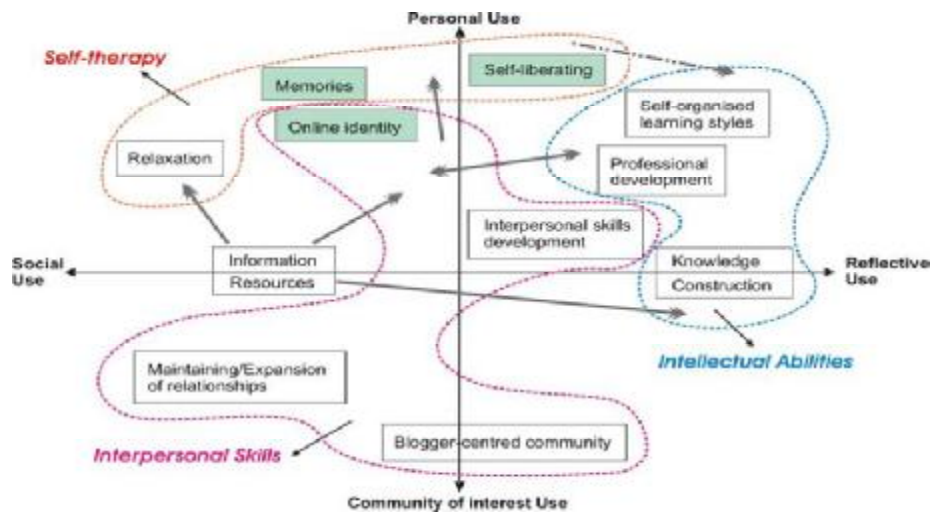 Personal Use
Self-therapy
Memories
Self-liberating
Online identity
Self-organised
learning styles
Relaxation
Professional
development
Interpersonal skills
development
Information
Resources
Knowledge
Construction
Social
Use
Reflective
Use
Maintaining/Expansion
of relationships
Intellectual Abilities
Blogger-centred community
Interpersonal Skills
Community of interest Use